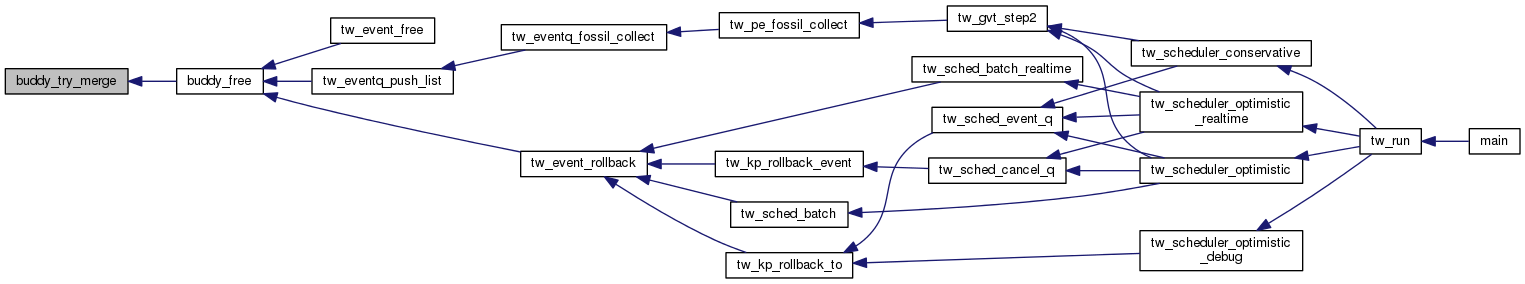 buddy_try_merge
buddy_free
tw_event_free
tw_eventq_push_list
tw_event_rollback
tw_eventq_fossil_collect
tw_pe_fossil_collect
tw_gvt_step2
tw_sched_batch_realtime
tw_sched_event_q
tw_kp_rollback_event
tw_sched_cancel_q
tw_sched_batch
tw_kp_rollback_to
tw_scheduler_conservative
tw_scheduler_optimistic
_realtime
tw_scheduler_optimistic
tw_scheduler_optimistic
_debug
tw_run
main